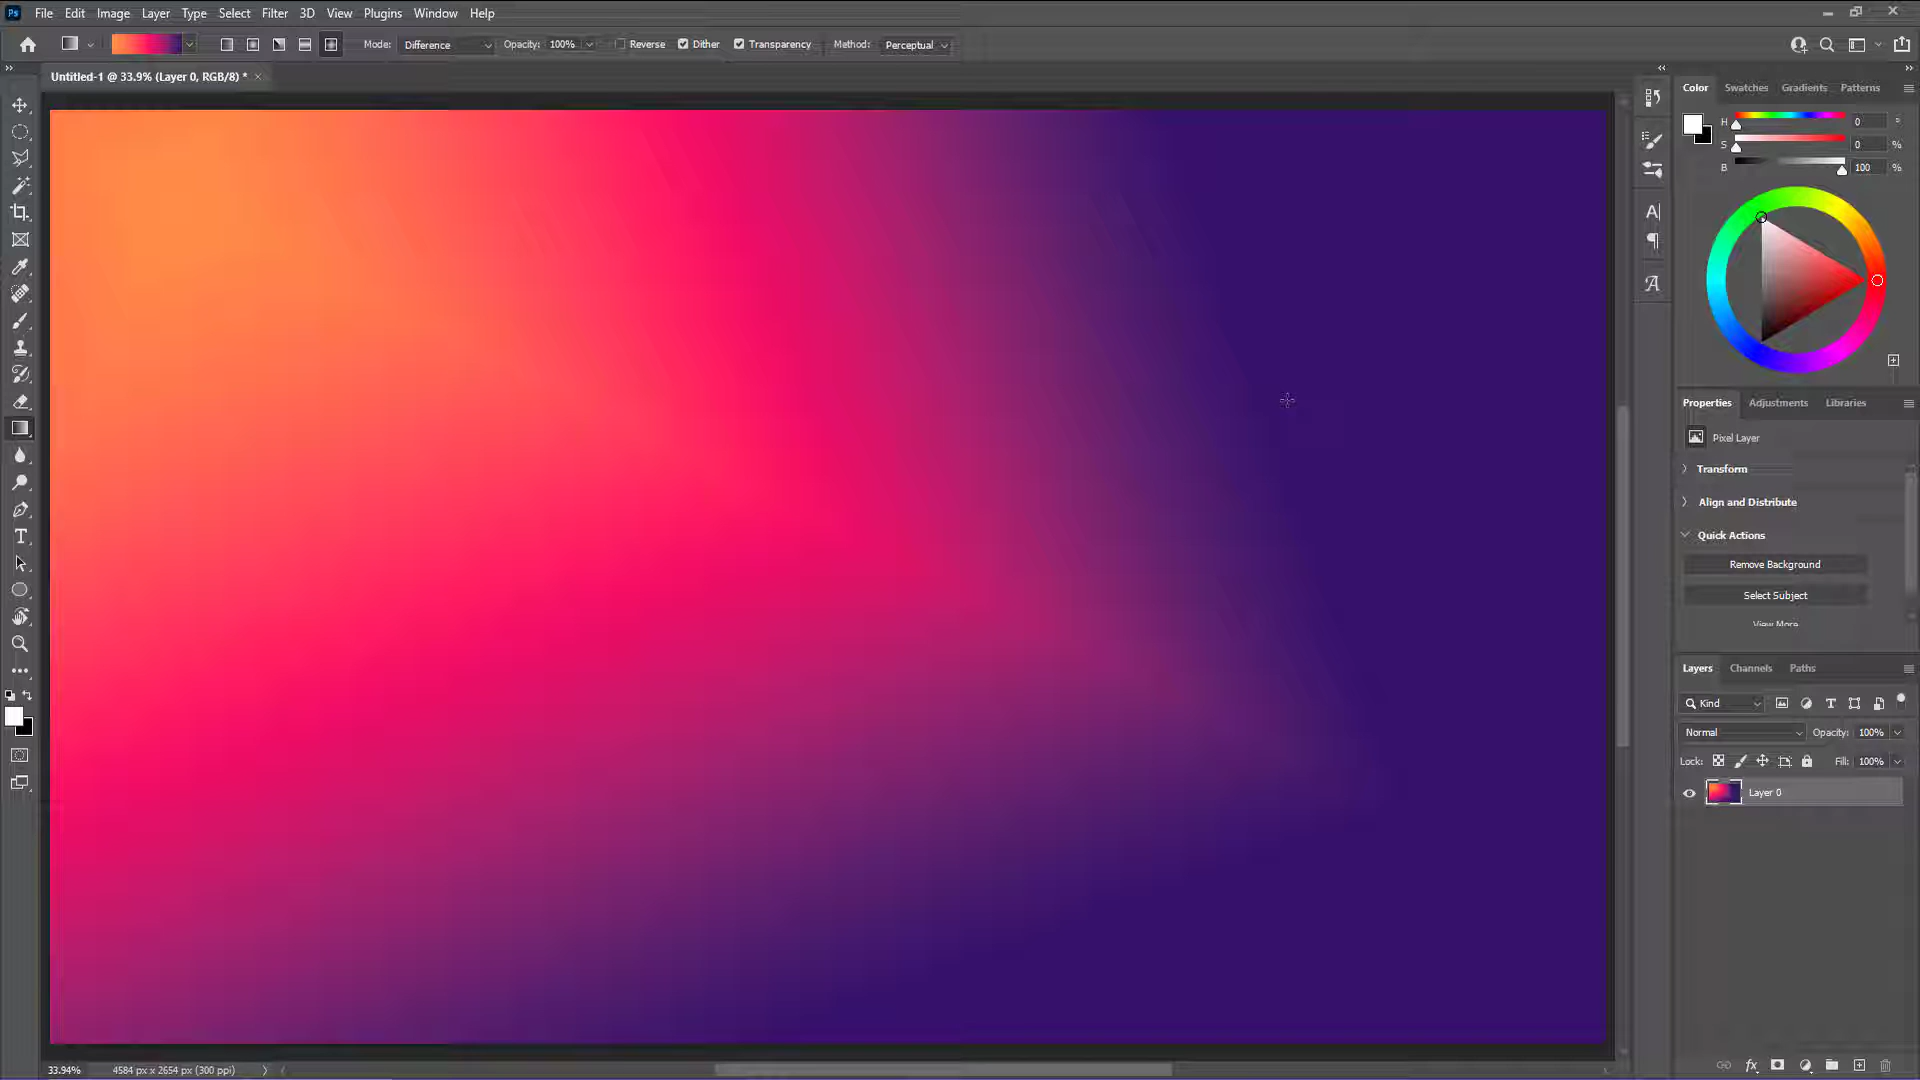 Ps File Edit Image Layer Type Select Filter 3D View Plugins Window Help
Mode: Difference Opacity: 100% Reverse Dither Transparency Method: Perceptual
Untitled-1 @ 33.9% (Layer 0, RGB/8) * ×
Color Swatches Gradients Patterns
H 0 °
S 0 %
B 100 %
Properties Adjustments Libraries
Pixel Layer
Transform
Align and Distribute
Quick Actions
Remove Background
Select Subject
View More
Layers Channels Paths
Kind
Normal Opacity: 100%
Lock: Fill: 100%
Layer 0
33.94% 4584 px x 2654 px (300 ppi)